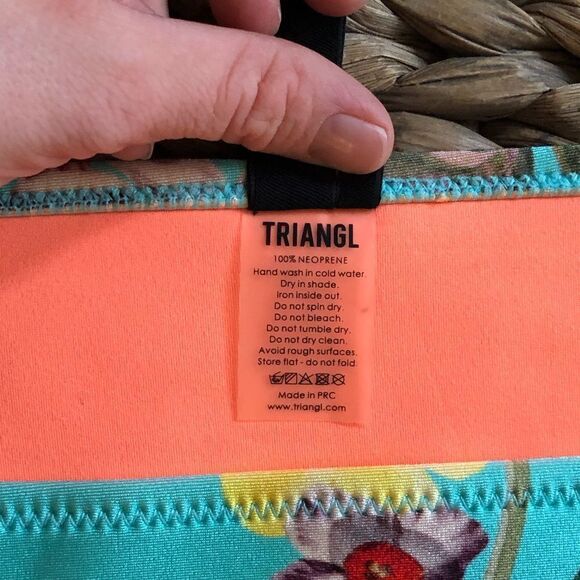 TRIANGL
100% NEOPRENE
Hand wash in cold water.
Dry in shade.
Iron inside out.
Do not spin dry.
Do not bleach.
Do not tumble dry.
Do not dry clean.
Avoid rough surfaces.
Store flat - do not fold.
Made in PRC
www.triangl.com